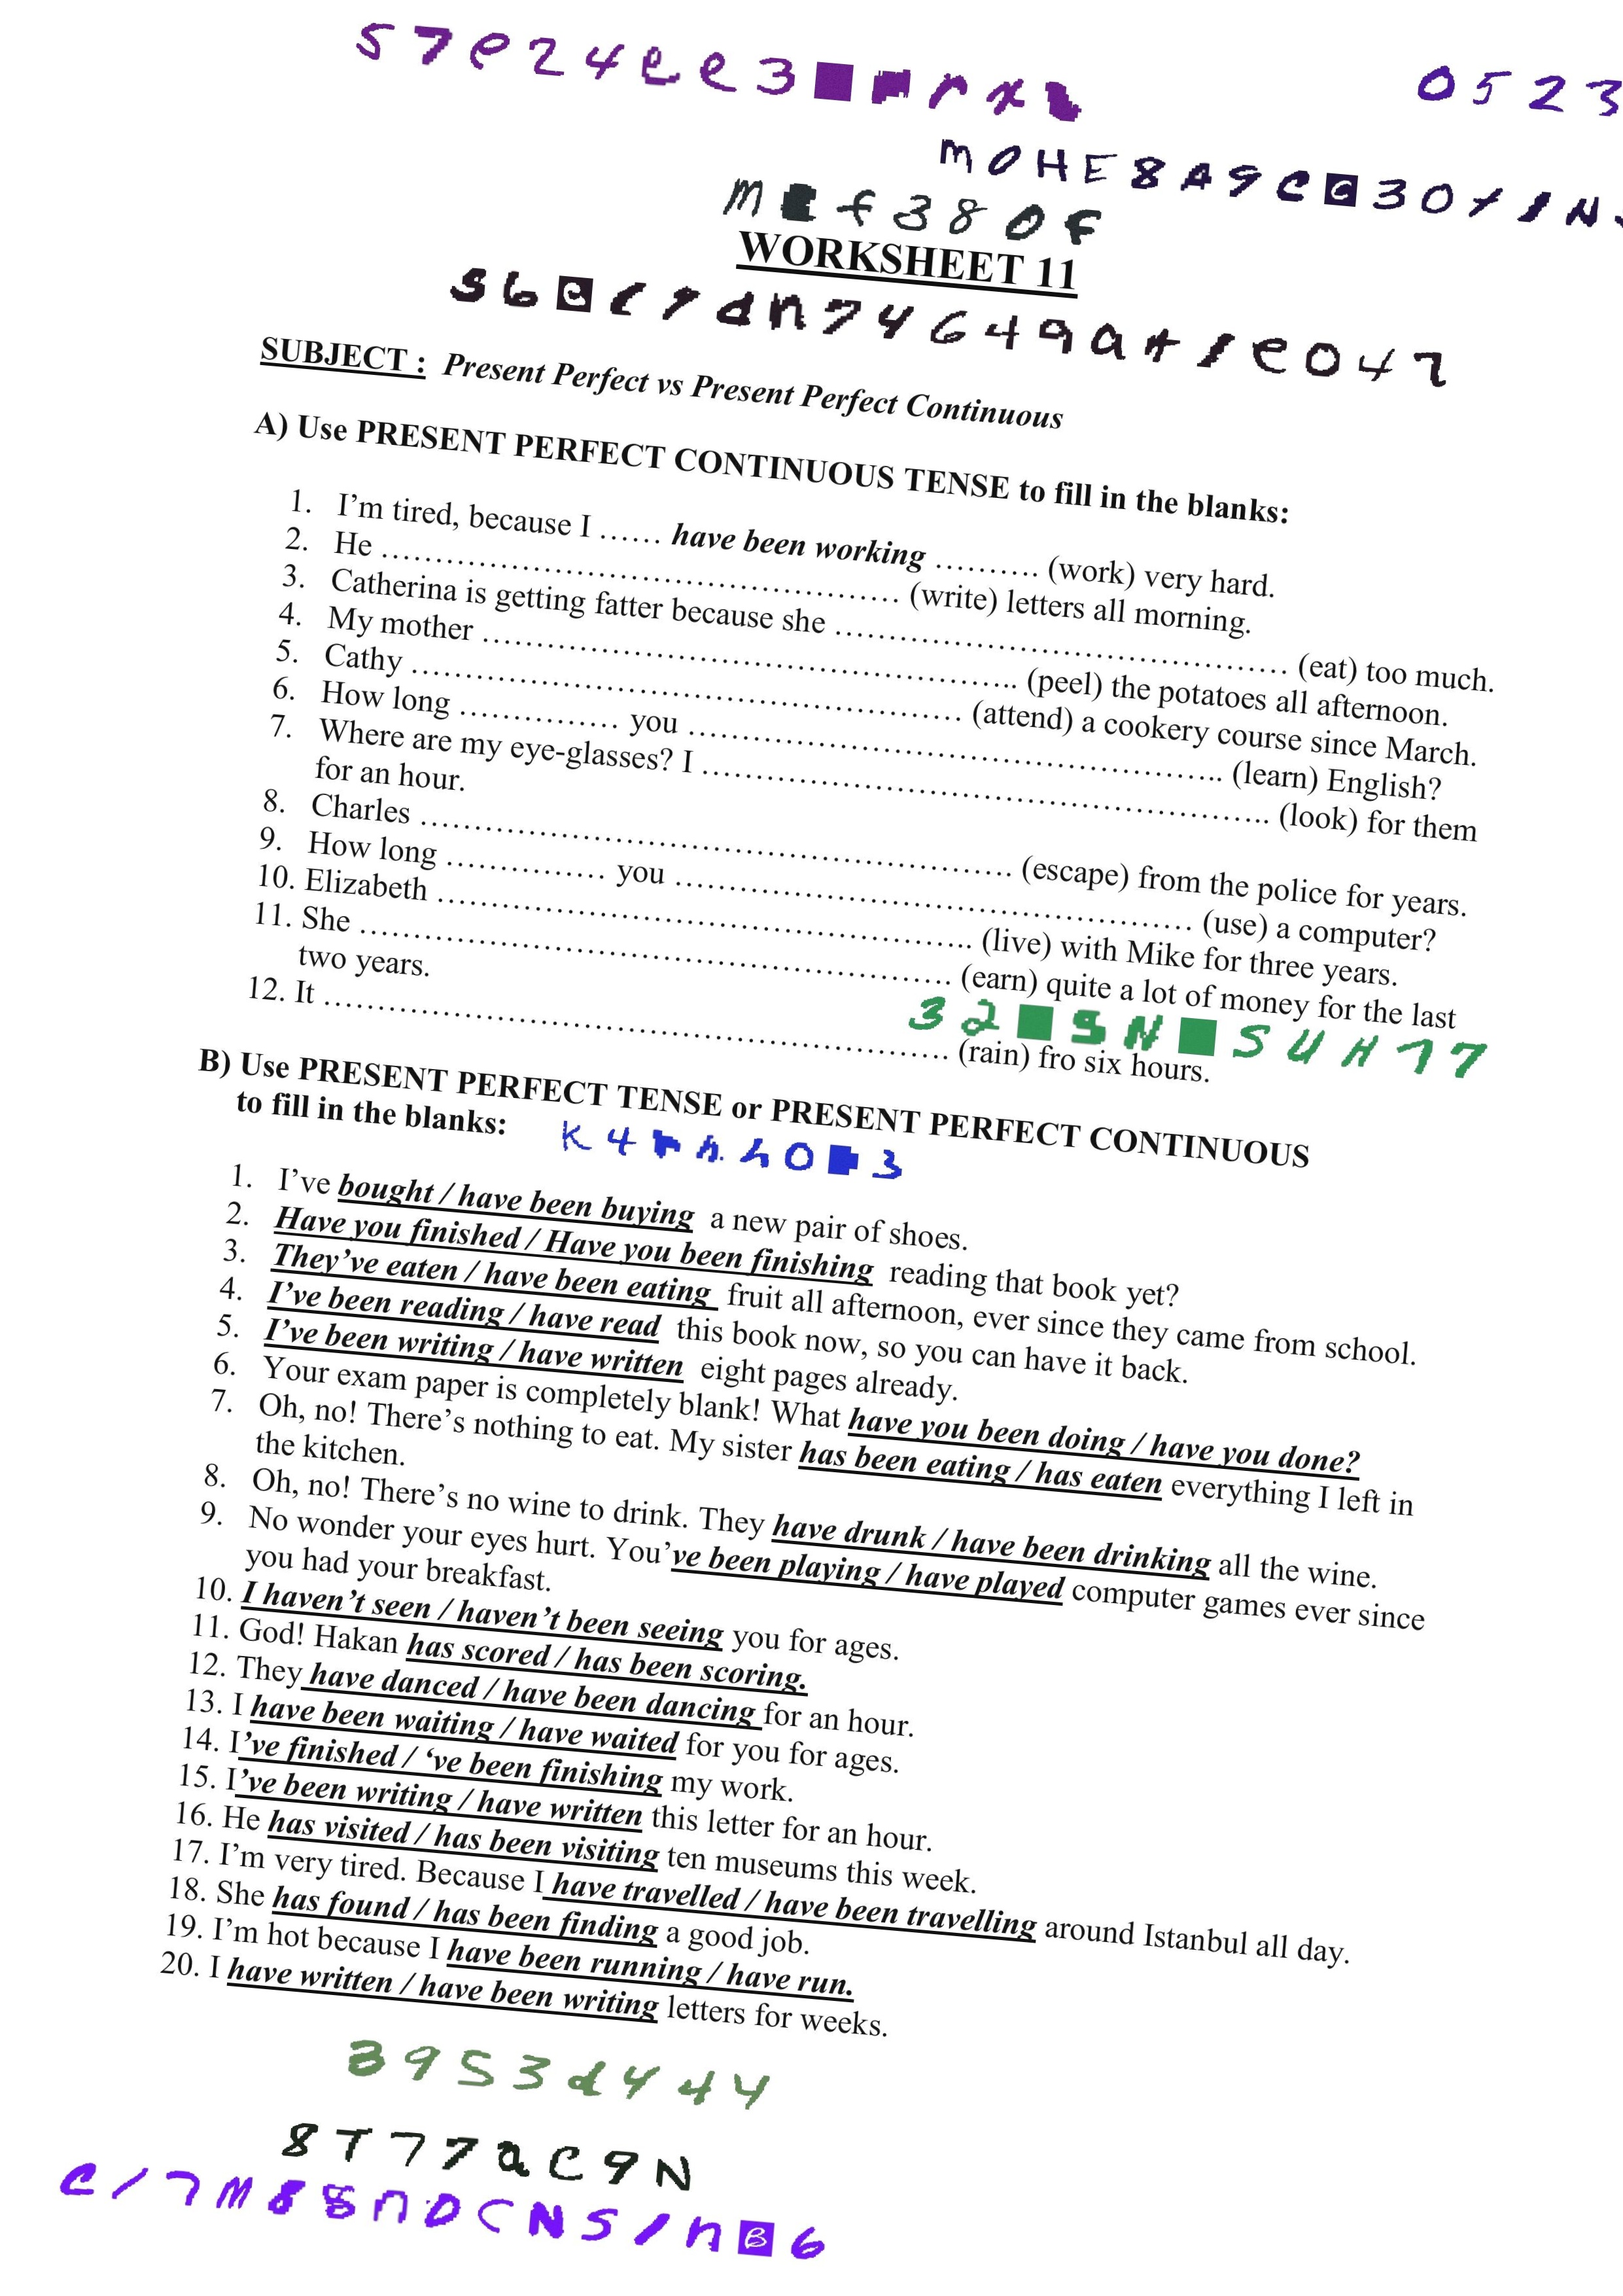 0523
WORKSHEET 11
SUBJECT : Present Perfect vs Present Perfect Continuous
A) Use PRESENT PERFECT CONTINUOUS TENSE to fill in the blanks:
1. I'm tired, because I ...... have been working .......... (work) very hard.
2. He ................................................ (write) letters all morning.
3. Catherina is getting fatter because she .......................................... (eat) too much.
4. My mother .................................................. (peel) the potatoes all afternoon.
5. Cathy ................................................... (attend) a cookery course since March.
6. How long ............... you .................................................. (learn) English?
7. Where are my eye-glasses? I ..................................................... (look) for them
for an hour.
8. Charles ....................................................... (escape) from the police for years.
9. How long ............... you ................................................ (use) a computer?
10. Elizabeth .................................................. (live) with Mike for three years.
11. She ....................................................... (earn) quite a lot of money for the last
two years.
12. It .......................................................... (rain) fro six hours.
B) Use PRESENT PERFECT TENSE or PRESENT PERFECT CONTINUOUS
to fill in the blanks:
1. I've bought / have been buying a new pair of shoes.
2. Have you finished / Have you been finishing reading that book yet?
3. They've eaten / have been eating fruit all afternoon, ever since they came from school.
4. I've been reading / have read this book now, so you can have it back.
5. I've been writing / have written eight pages already.
6. Your exam paper is completely blank! What have you been doing / have you done?
7. Oh, no! There's nothing to eat. My sister has been eating / has eaten everything I left in
the kitchen.
8. Oh, no! There's no wine to drink. They have drunk / have been drinking all the wine.
9. No wonder your eyes hurt. You've been playing / have played computer games ever since
you had your breakfast.
10. I haven't seen / haven't been seeing you for ages.
11. God! Hakan has scored / has been scoring.
12. They have danced / have been dancing for an hour.
13. I have been waiting / have waited for you for ages.
14. I've finished / 've been finishing my work.
15. I've been writing / have written this letter for an hour.
16. He has visited / has been visiting ten museums this week.
17. I'm very tired. Because I have travelled / have been travelling around Istanbul all day.
18. She has found / has been finding a good job.
19. I'm hot because I have been running / have run.
20. I have written / have been writing letters for weeks.
8953d444
8T77aC9N